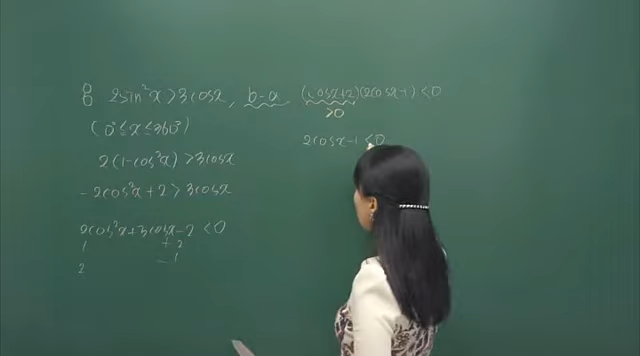 8 2sin²x>3cosx, b-a
(0°≤x≤360°)
2(1-cos²x)>3cosx
-2cos²x+2>3cosx
2cos²x+3cosx-2<0
1 +2
2 -1
(cosx+2)(2cosx-1)<0
>0
2cosx-1<0